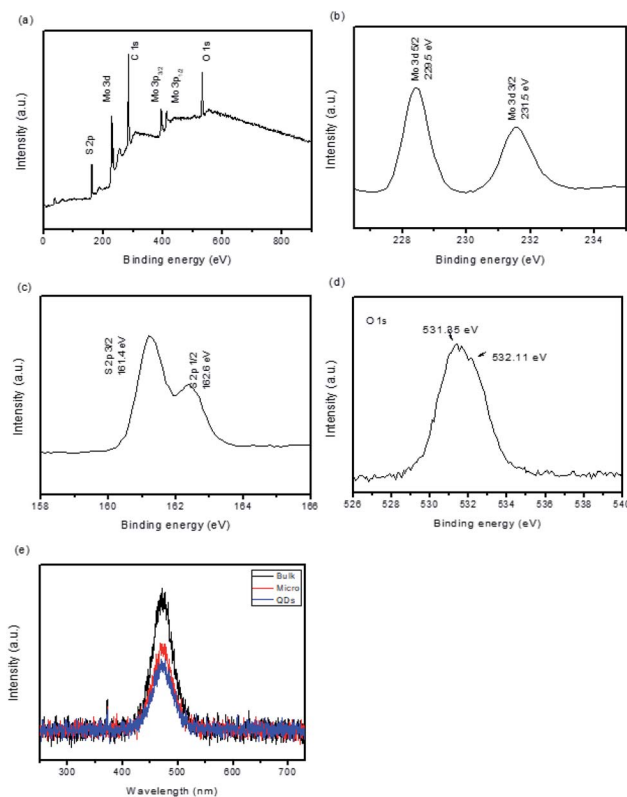 (a)
Intensity (a.u.)
S 2p
Mo 3d
C 1s
Mo 3p3/2
Mo 3p1/2
O 1s
0 200 400 600 800
Binding energy (eV)
(b)
Intensity (a.u.)
Mo 3d 5/2
229.5 eV
Mo 3d 3/2
231.5 eV
228 230 232 234
Binding energy (eV)
(c)
Intensity (a.u.)
S 2p 3/2
161.4 eV
S 2p 1/2
162.6 eV
158 160 162 164 166
Binding energy (eV)
(d)
Intensity (a.u.)
O 1s
531.35 eV
532.11 eV
526 528 530 532 534 536 538 540
Binding energy (eV)
(e)
Intensity (a.u.)
Bulk
Micro
QDs
300 400 500 600 700
Wavelength (nm)